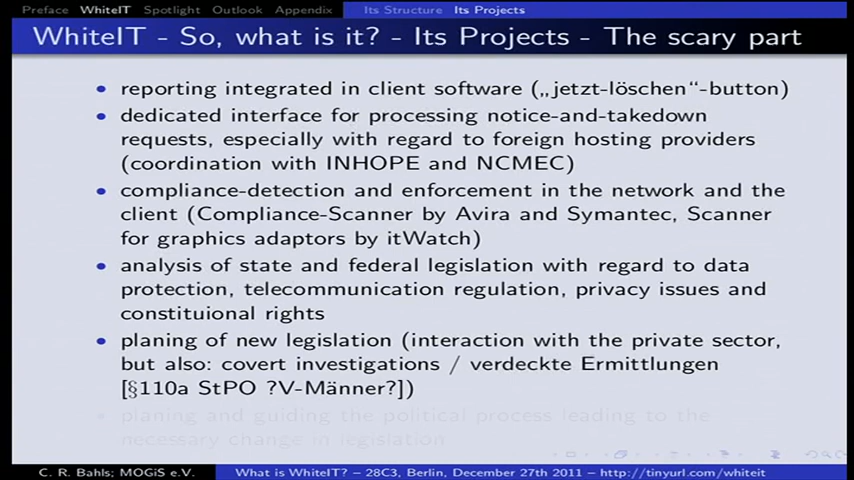 Preface WhiteIT Spotlight Outlook Appendix Its Structure Its Projects
WhiteIT - So, what is it? - Its Projects - The scary part
• reporting integrated in client software („jetzt-löschen“-button)
• dedicated interface for processing notice-and-takedown
requests, especially with regard to foreign hosting providers
(coordination with INHOPE and NCMEC)
• compliance-detection and enforcement in the network and the
client (Compliance-Scanner by Avira and Symantec, Scanner
for graphics adaptors by itWatch)
• analysis of state and federal legislation with regard to data
protection, telecommunication regulation, privacy issues and
constituional rights
• planing of new legislation (interaction with the private sector,
but also: covert investigations / verdeckte Ermittlungen
[§110a StPO ?V-Männer?])
• planing and guiding the political process leading to the
necessary change in legislation
C. R. Bahls; MOGiS e.V. What is WhiteIT? – 28C3, Berlin, December 27th 2011 – http://tinyurl.com/whiteit